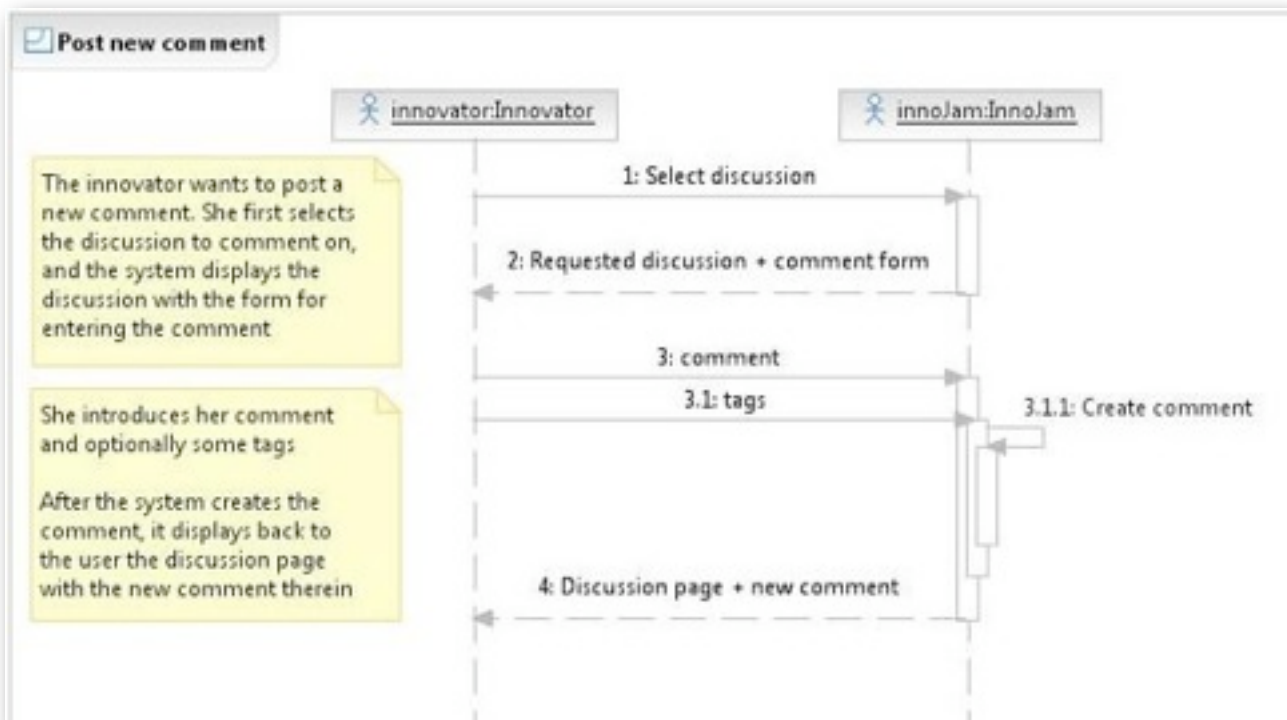 Post new comment
innovator:Innovator
innoJam:InnoJam
The innovator wants to post a
new comment. She first selects
the discussion to comment on,
and the system displays the
discussion with the form for
entering the comment
1: Select discussion
2: Requested discussion + comment form
3: comment
3.1: tags
3.1.1: Create comment
She introduces her comment
and optionally some tags
After the system creates the
comment, it displays back to
the user the discussion page
with the new comment therein
4: Discussion page + new comment